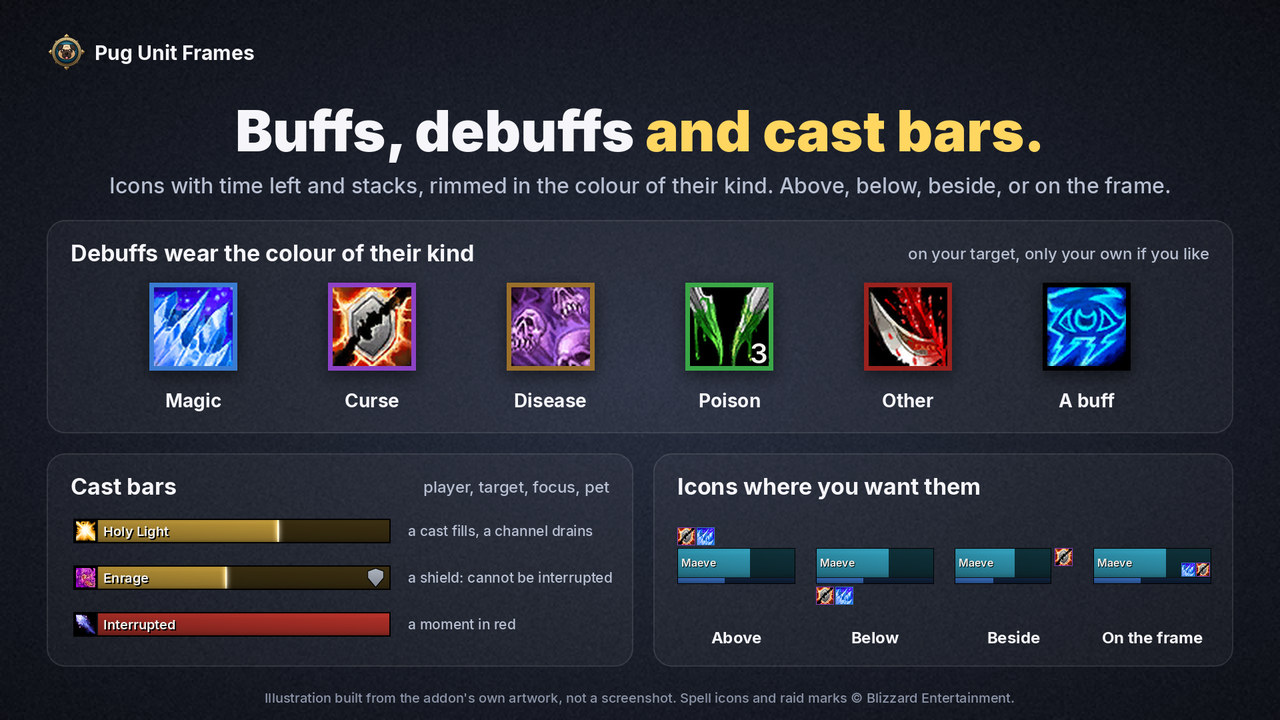 Pug Unit Frames
Buffs, debuffs and cast bars.
Icons with time left and stacks, rimmed in the colour of their kind. Above, below, beside, or on the frame.
Debuffs wear the colour of their kind
on your target, only your own if you like
3
Magic
Curse
Disease
Poison
Other
A buff
Cast bars
player, target, focus, pet
Holy Light
a cast fills, a channel drains
Enrage
a shield: cannot be interrupted
Interrupted
a moment in red
Icons where you want them
Maeve
Maeve
Maeve
Maeve
Above
Below
Beside
On the frame
Illustration built from the addon's own artwork, not a screenshot. Spell icons and raid marks © Blizzard Entertainment.